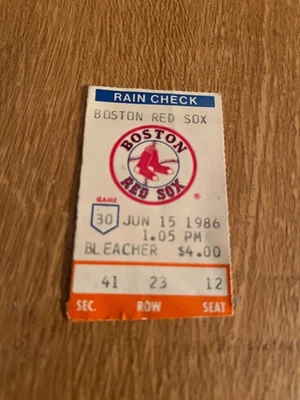 RAIN CHECK
BOSTON RED SOX
BOSTON
RED SOX
®
GAME
30 JUN 15 1986
1.05 PM
BLEACHER $4.00
41 23 12
SEC. ROW SEAT